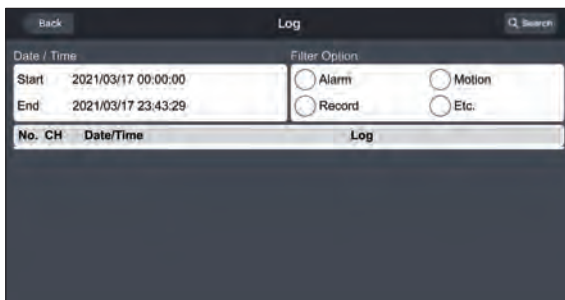 Back Log Search
Date / Time Filter Option
Start 2021/03/17 00:00:00 Alarm Motion
End 2021/03/17 23:43:29 Record Etc.
No. CH Date/Time Log